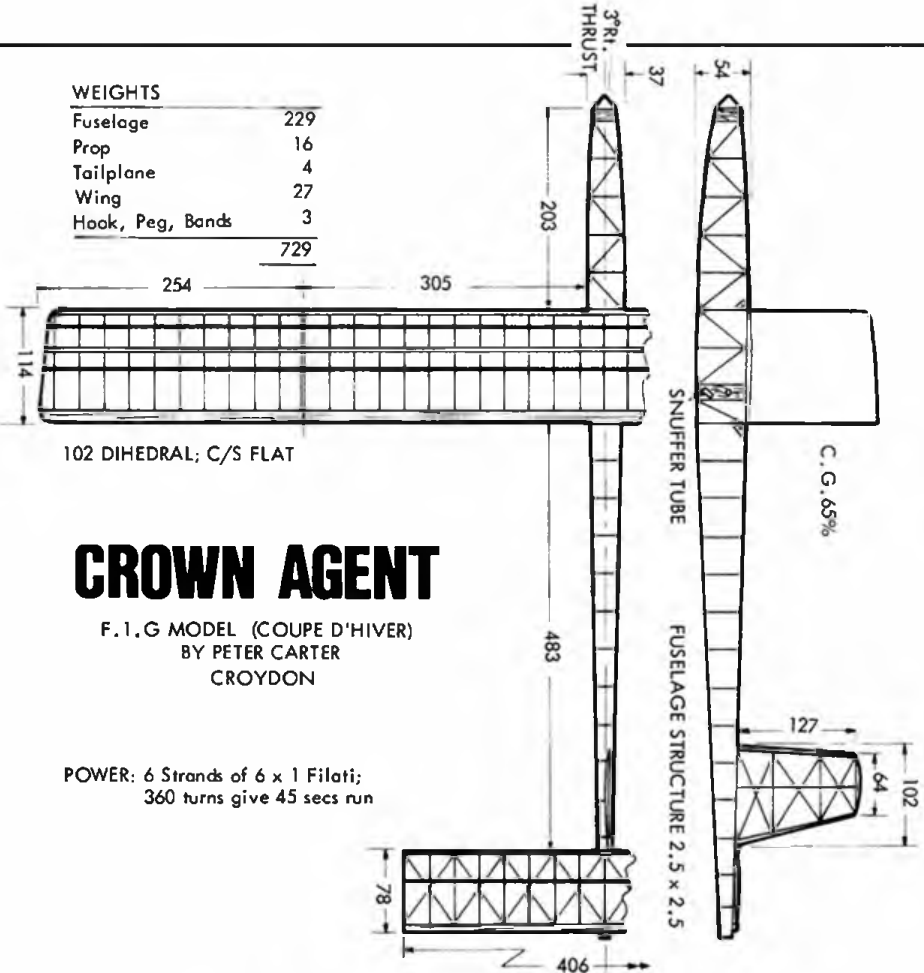 3°Rt.
THRUST
37
54
WEIGHTS
Fuselage 229
Prop 16
Tailplane 4
Wing 27
Hook, Peg, Bands 3
729
203
254
305
114
102 DIHEDRAL; C/S FLAT
SNUFFER TUBE
C.G.65%
CROWN AGENT
F.1.G MODEL (COUPE D'HIVER)
BY PETER CARTER
CROYDON
483
FUSELAGE STRUCTURE 2.5 x 2.5
127
64
102
POWER: 6 Strands of 6 x 1 Filati;
360 turns give 45 secs run
78
406